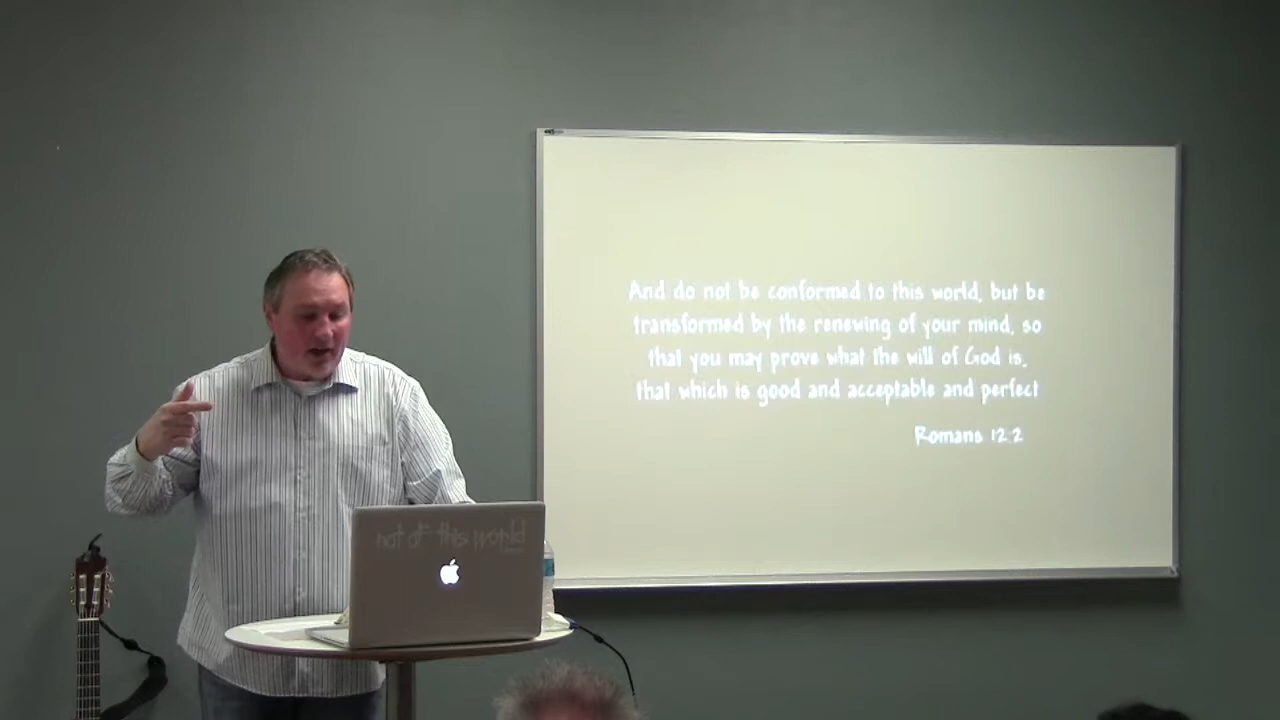 And do not be conformed to this world, but be
transformed by the renewing of your mind, so
that you may prove what the will of God is,
that which is good and acceptable and perfect
Romans 12:2
not of this world